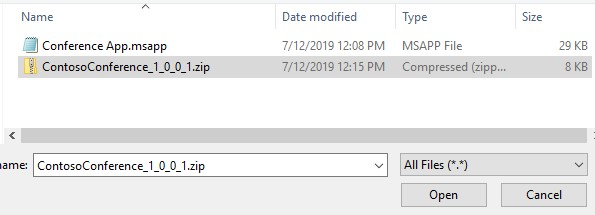 Name Date modified Type Size
Conference App.msapp 7/12/2019 12:08 PM MSAPP File 29 KB
ContosoConference_1_0_0_1.zip 7/12/2019 12:15 PM Compressed (zipp... 8 KB
name: ContosoConference_1_0_0_1.zip All Files (*.*)
Open Cancel